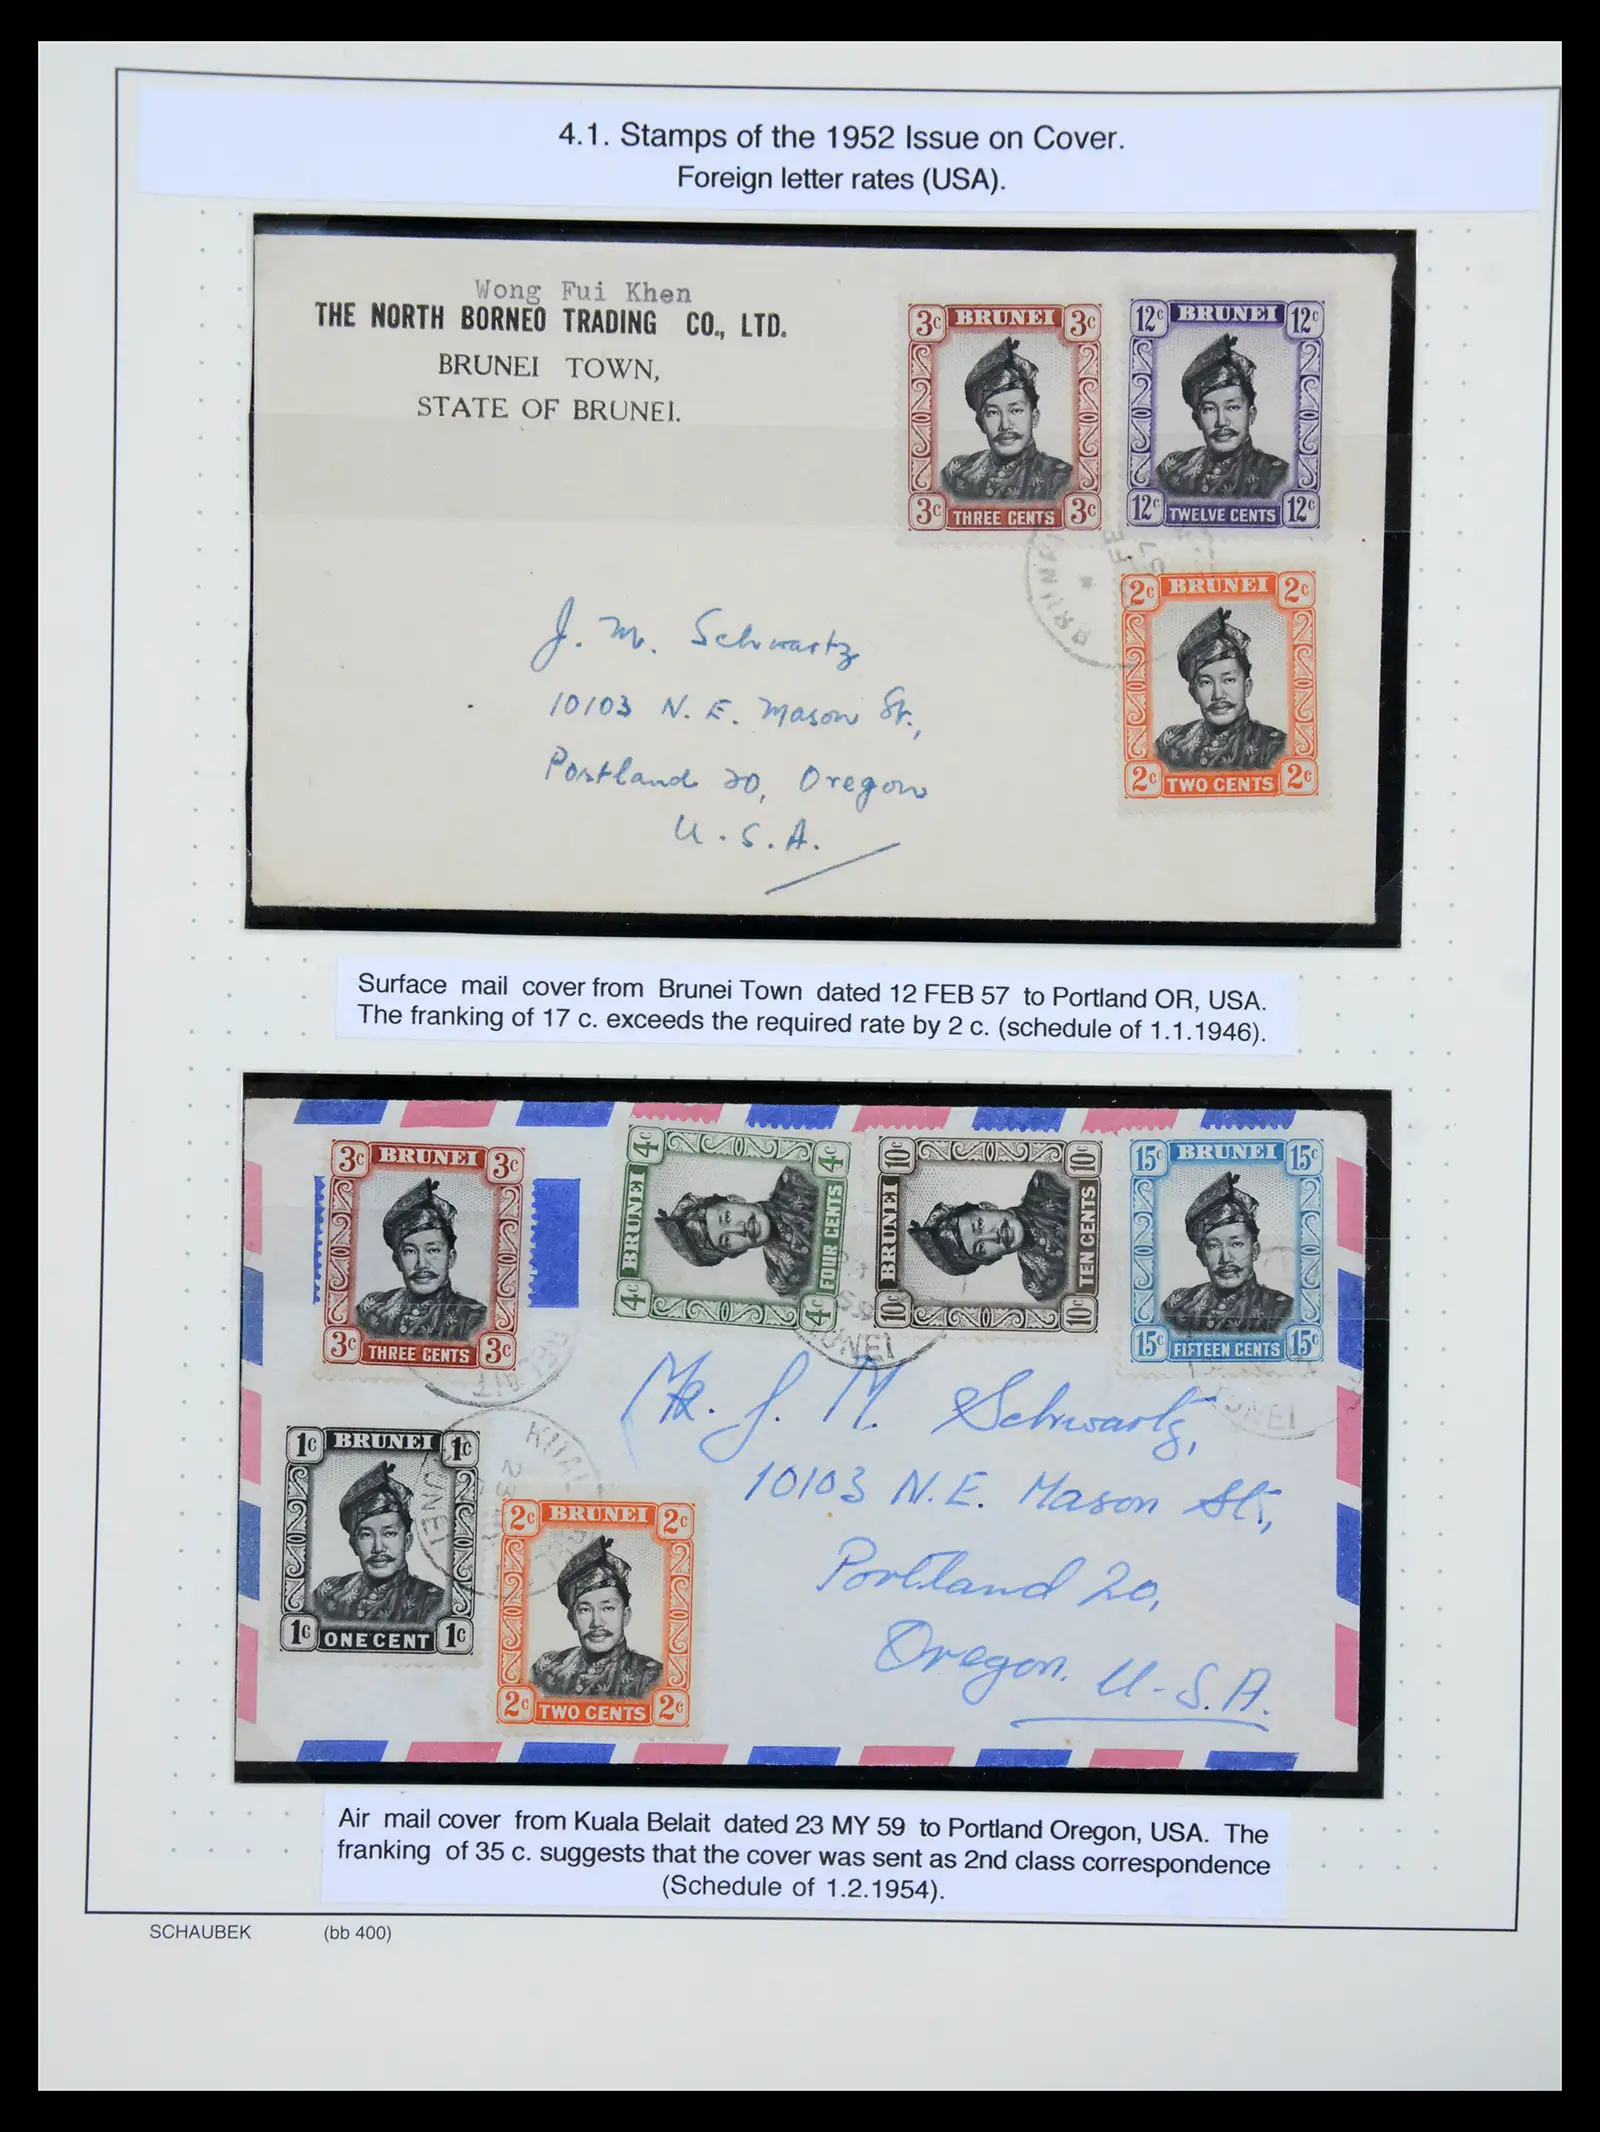 4.1. Stamps of the 1952 Issue on Cover.
Foreign letter rates (USA).
Wong Fui Khen
THE NORTH BORNEO TRADING CO., LTD.
BRUNEI TOWN,
STATE OF BRUNEI.
3c BRUNEI 3c
3c THREE CENTS 3c
12c BRUNEI 12c
12c TWELVE CENTS 12c
BRUNEI
FE
57
2c BRUNEI 2c
2c TWO CENTS 2c
J. M. Schwartz
10103 N. E. Mason St.,
Portland 20, Oregon
U. S. A.
Surface mail cover from Brunei Town dated 12 FEB 57 to Portland OR, USA.
The franking of 17 c. exceeds the required rate by 2 c. (schedule of 1.1.1946).
3c BRUNEI 3c
3c THREE CENTS 3c
4c BRUNEI 4c
4c FOUR CENTS 4c
10c BRUNEI 10c
10c TEN CENTS 10c
15c BRUNEI 15c
15c FIFTEEN CENTS 15c
1c BRUNEI 1c
1c ONE CENT 1c
2c BRUNEI 2c
2c TWO CENTS 2c
Mr. J. M. Schwartz,
10103 N.E. Mason St.,
Portland 20,
Oregon. U.S.A.
Air mail cover from Kuala Belait dated 23 MY 59 to Portland Oregon, USA. The
franking of 35 c. suggests that the cover was sent as 2nd class correspondence
(Schedule of 1.2.1954).
SCHAUBEK (bb 400)